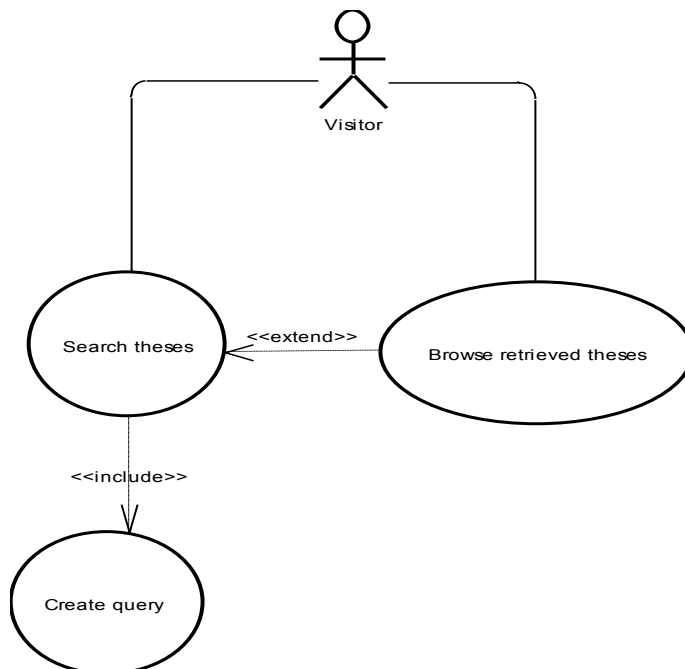 Visitor
Search theses
<<extend>>
Browse retrieved theses
<<include>>
Create query